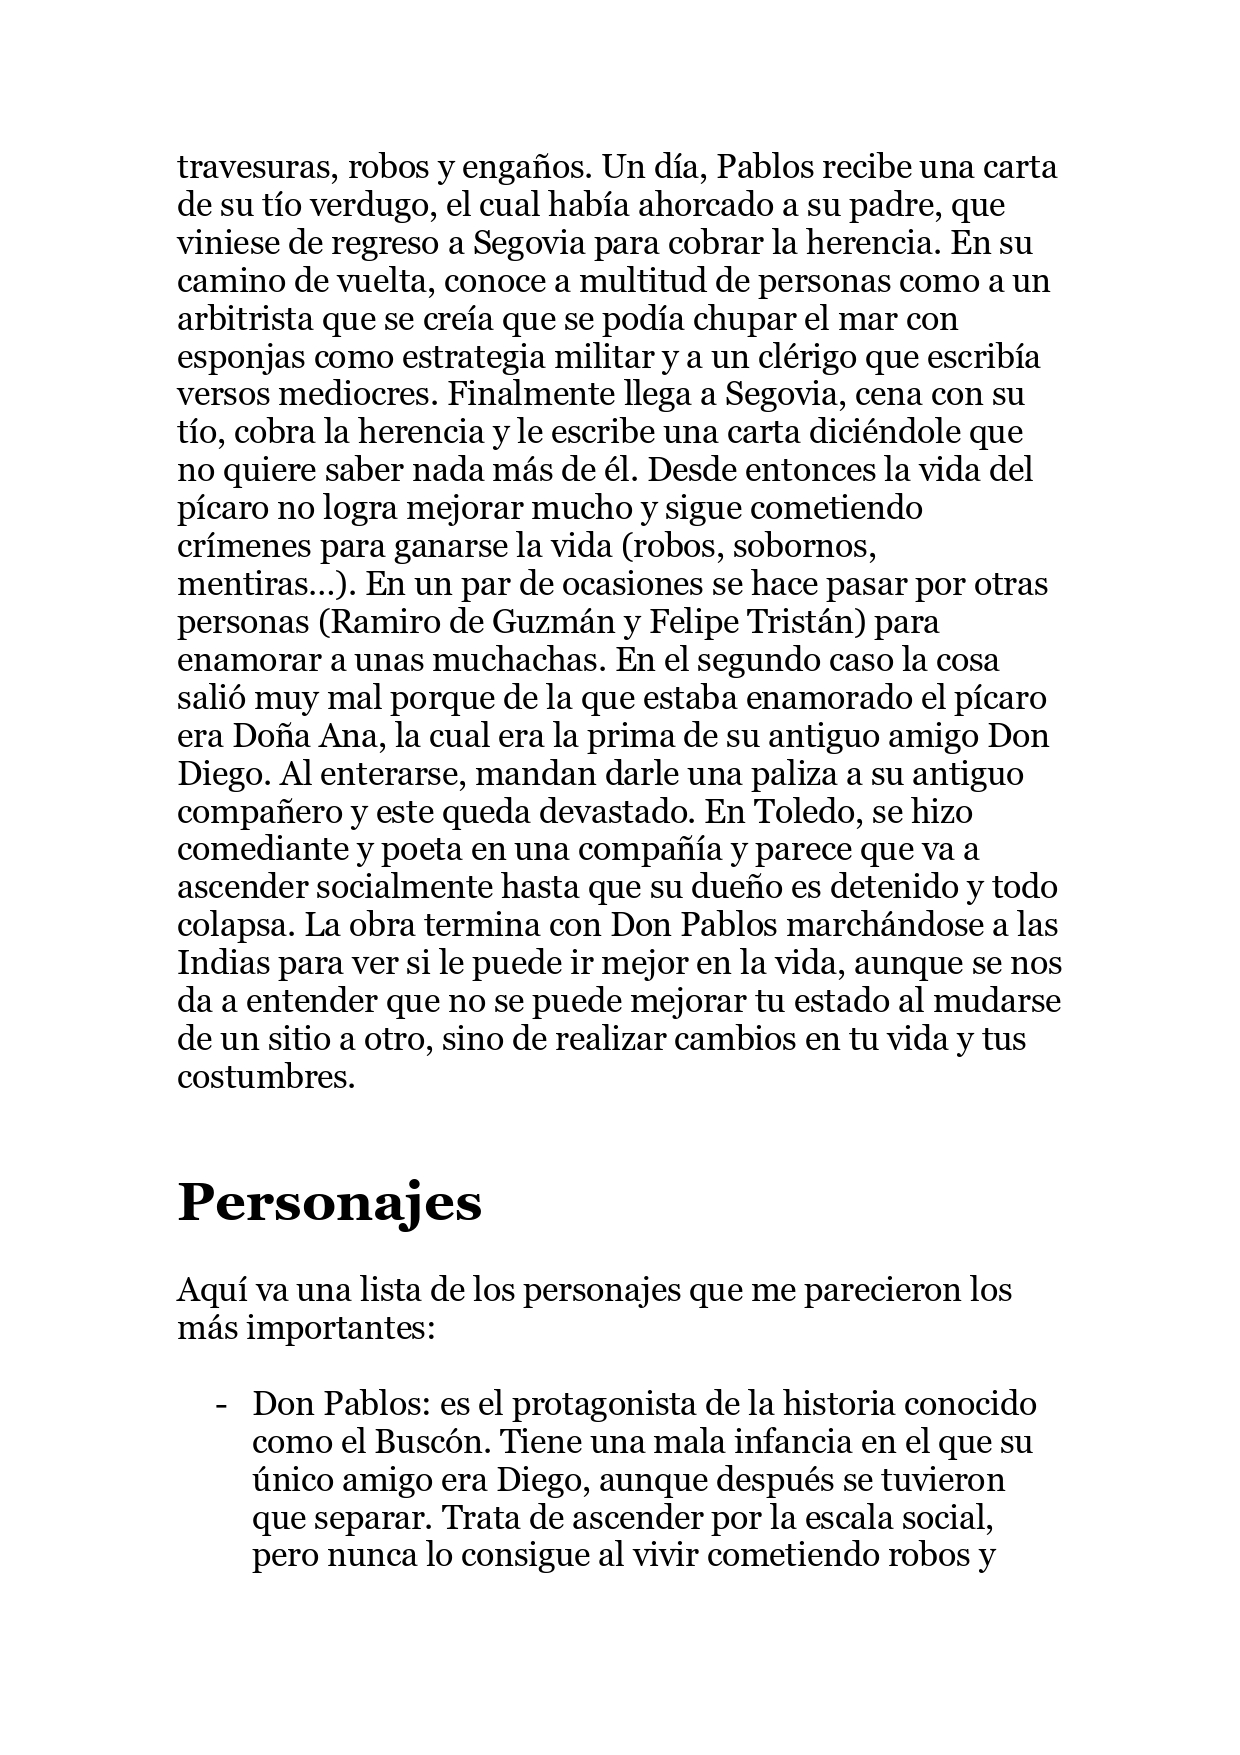 travesuras, robos y engaños. Un día, Pablos recibe una carta
de su tío verdugo, el cual había ahorcado a su padre, que
viniese de regreso a Segovia para cobrar la herencia. En su
camino de vuelta, conoce a multitud de personas como a un
arbitrista que se creía que se podía chupar el mar con
esponjas como estrategia militar y a un clérigo que escribía
versos mediocres. Finalmente llega a Segovia, cena con su
tío, cobra la herencia y le escribe una carta diciéndole que
no quiere saber nada más de él. Desde entonces la vida del
pícaro no logra mejorar mucho y sigue cometiendo
crímenes para ganarse la vida (robos, sobornos,
mentiras...). En un par de ocasiones se hace pasar por otras
personas (Ramiro de Guzmán y Felipe Tristán) para
enamorar a unas muchachas. En el segundo caso la cosa
salió muy mal porque de la que estaba enamorado el pícaro
era Doña Ana, la cual era la prima de su antiguo amigo Don
Diego. Al enterarse, mandan darle una paliza a su antiguo
compañero y este queda devastado. En Toledo, se hizo
comediante y poeta en una compañía y parece que va a
ascender socialmente hasta que su dueño es detenido y todo
colapsa. La obra termina con Don Pablos marchándose a las
Indias para ver si le puede ir mejor en la vida, aunque se nos
da a entender que no se puede mejorar tu estado al mudarse
de un sitio a otro, sino de realizar cambios en tu vida y tus
costumbres.
Personajes
Aquí va una lista de los personajes que me parecieron los
más importantes:
- Don Pablos: es el protagonista de la historia conocido
como el Buscón. Tiene una mala infancia en el que su
único amigo era Diego, aunque después se tuvieron
que separar. Trata de ascender por la escala social,
pero nunca lo consigue al vivir cometiendo robos y